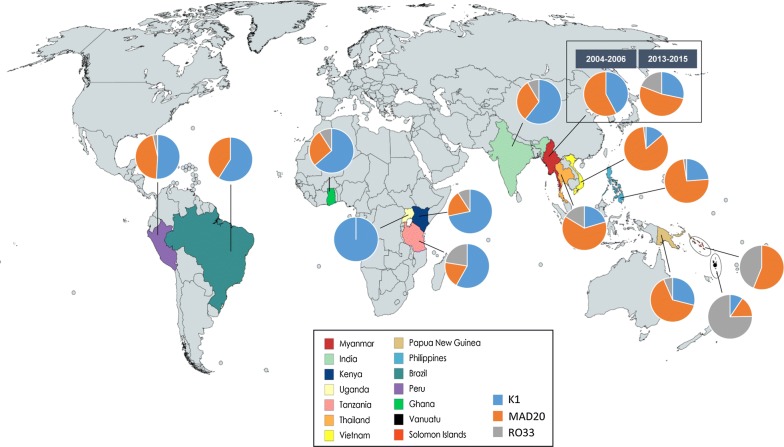 2004-2006 2013-2015
Myanmar
India
Kenya
Uganda
Tanzania
Thailand
Vietnam
Papua New Guinea
Philippines
Brazil
Peru
Ghana
Vanuatu
Solomon Islands
K1
MAD20
RO33